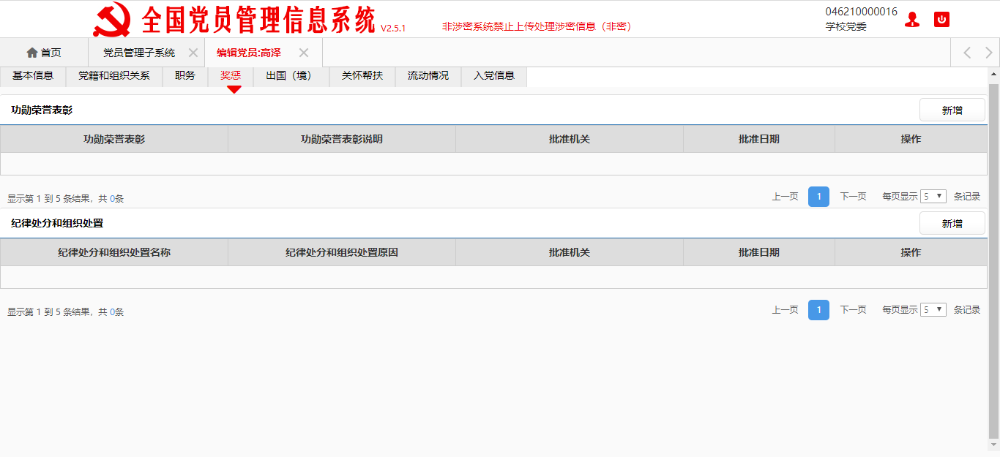 全国党员管理信息系统 V2.5.1
非涉密系统禁止上传处理涉密信息（非密）
046210000016
学校党委
首页 党员管理子系统 编辑党员:高泽
基本信息 党籍和组织关系 职务 奖惩 出国（境） 关怀帮扶 流动情况 入党信息
功勋荣誉表彰 新增
功勋荣誉表彰 功勋荣誉表彰说明 批准机关 批准日期 操作
显示第 1 到 5 条结果，共 0条 上一页 1 下一页 每页显示 5 条记录
纪律处分和组织处置 新增
纪律处分和组织处置名称 纪律处分和组织处置原因 批准机关 批准日期 操作
显示第 1 到 5 条结果，共 0条 上一页 1 下一页 每页显示 5 条记录